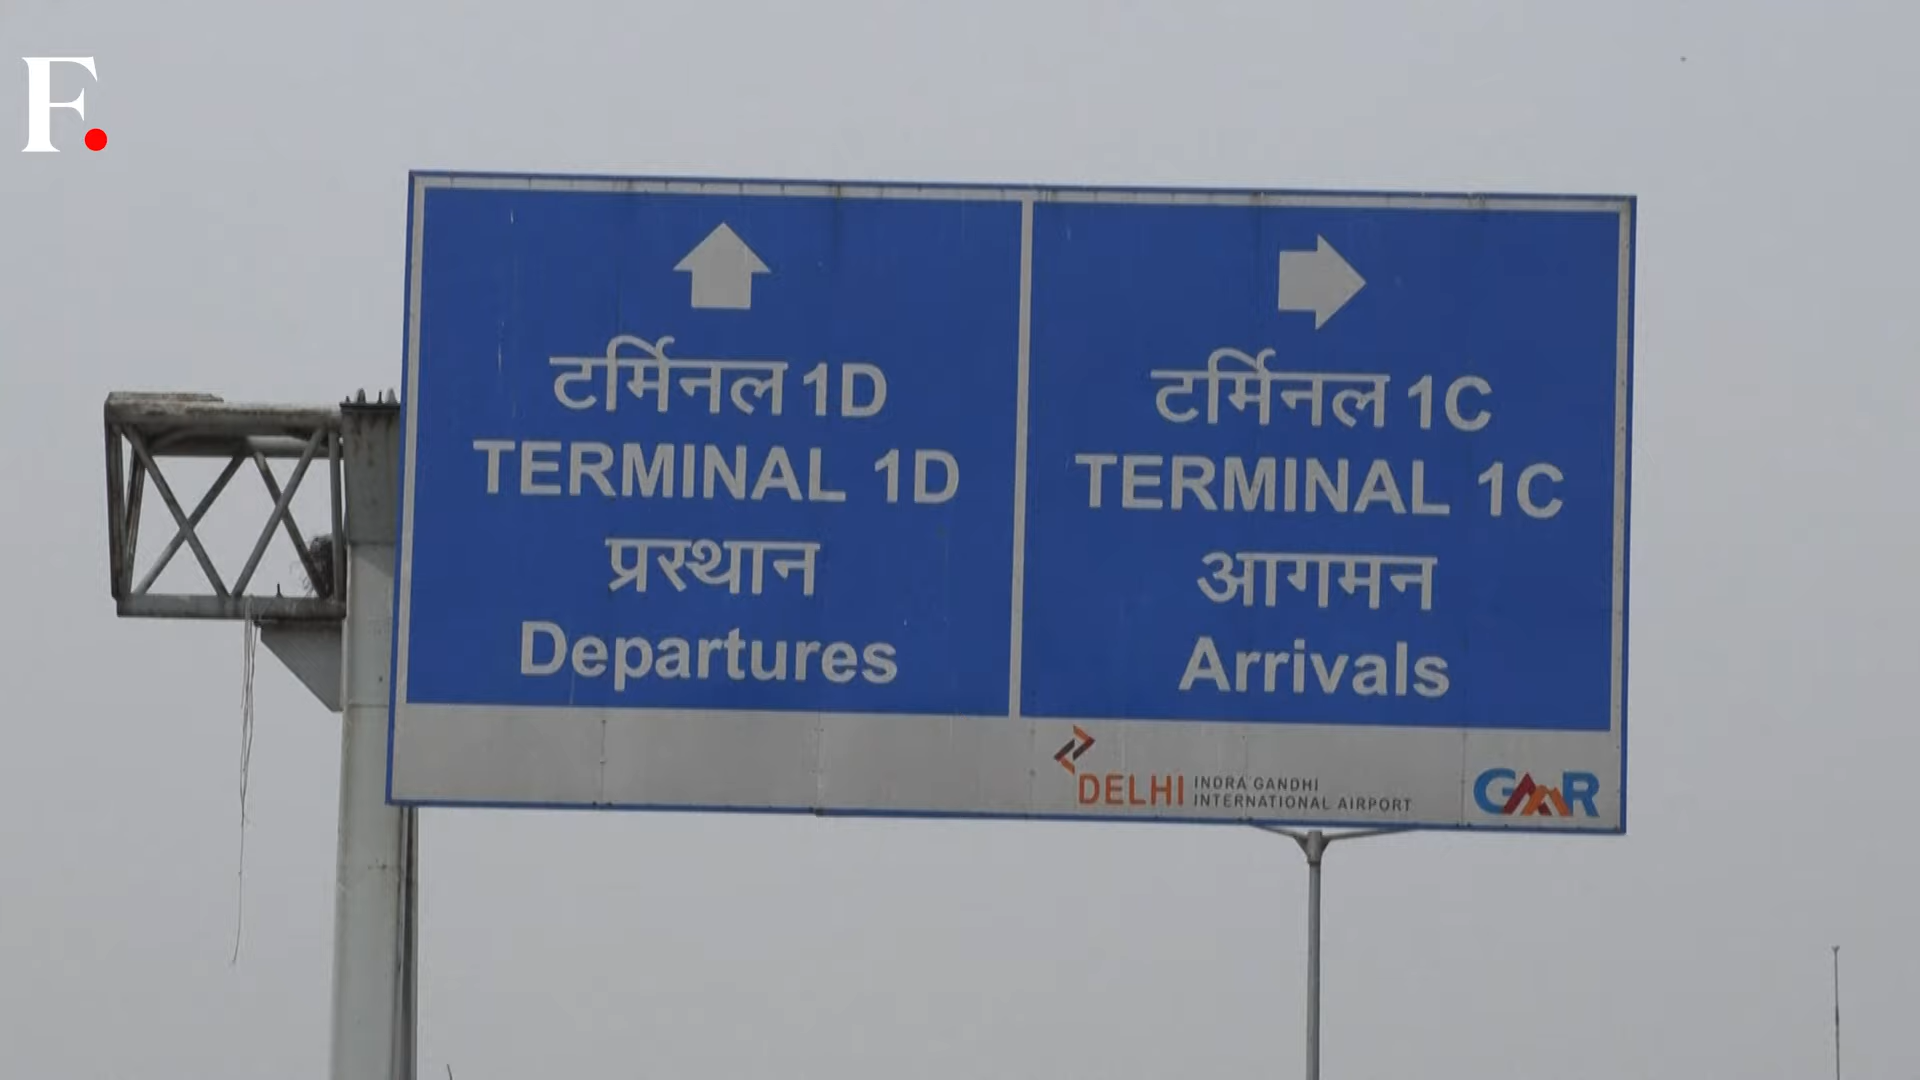 F.
टर्मिनल 1D
TERMINAL 1D
प्रस्थान
Departures
टर्मिनल 1C
TERMINAL 1C
आगमन
Arrivals
DELHI
INDRA GANDHI
INTERNATIONAL AIRPORT
GMR